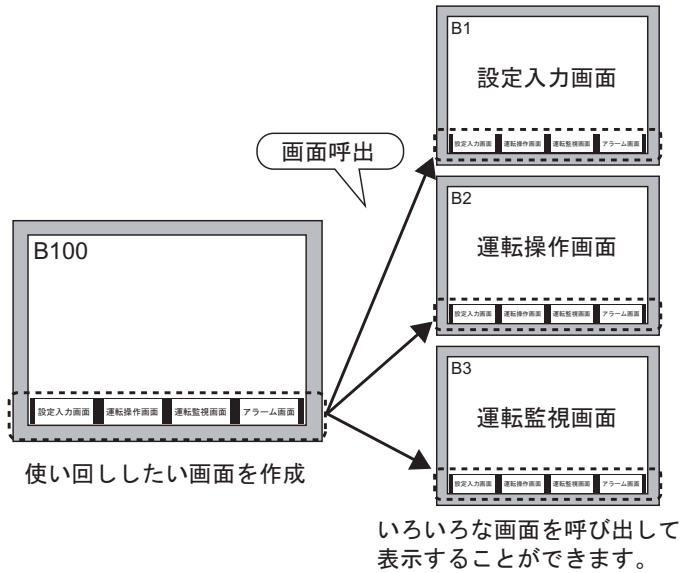 B1
設定入力画面
設定入力画面 運転操作画面 運転監視画面 アラーム画面
画面呼出
B2
運転操作画面
設定入力画面 運転操作画面 運転監視画面 アラーム画面
B100
設定入力画面 運転操作画面 運転監視画面 アラーム画面
使い回ししたい画面を作成
B3
運転監視画面
設定入力画面 運転操作画面 運転監視画面 アラーム画面
いろいろな画面を呼び出して
表示することができます。